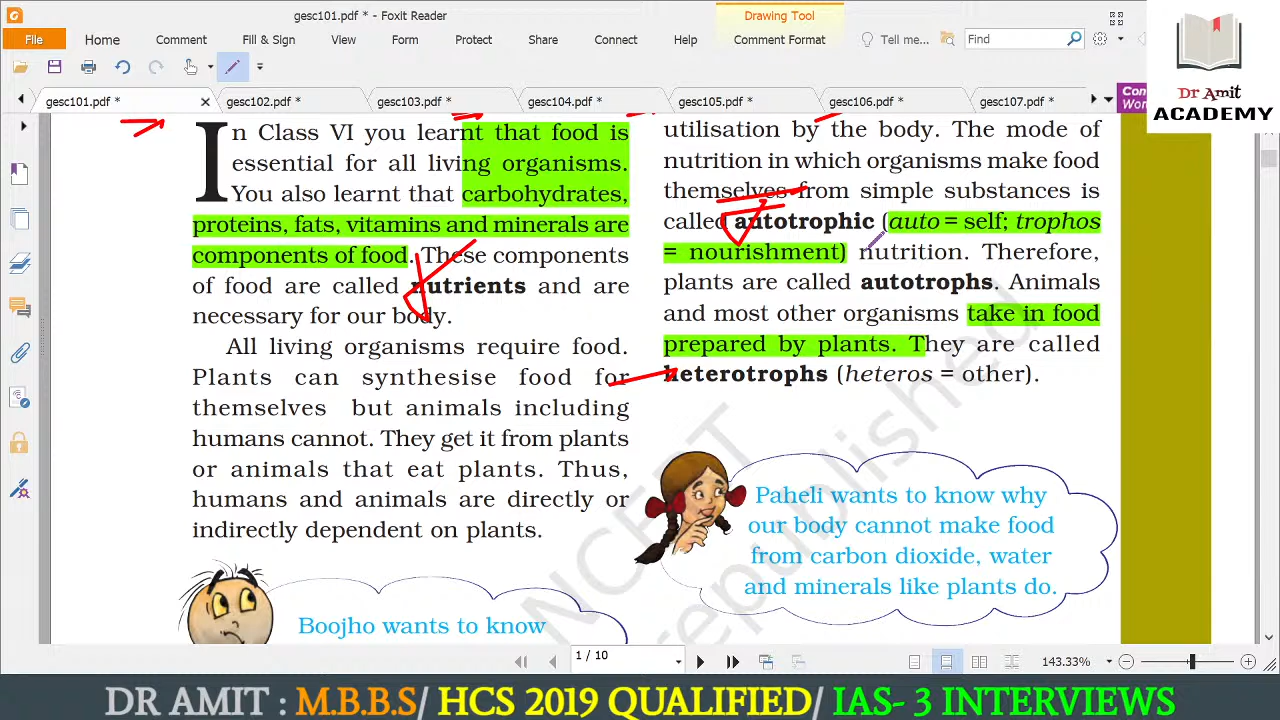 gesc101.pdf * - Foxit Reader
Drawing Tool
File Home Comment Fill & Sign View Form Protect Share Connect Help Comment Format Tell me... Find
gesc101.pdf * gesc102.pdf * gesc103.pdf * gesc104.pdf * gesc105.pdf * gesc106.pdf * gesc107.pdf *
Dr Amit
ACADEMY
In Class VI you learnt that food is
essential for all living organisms.
You also learnt that carbohydrates,
proteins, fats, vitamins and minerals are
components of food. These components
of food are called nutrients and are
necessary for our body.
All living organisms require food.
Plants can synthesise food for
themselves but animals including
humans cannot. They get it from plants
or animals that eat plants. Thus,
humans and animals are directly or
indirectly dependent on plants.
Boojho wants to know
utilisation by the body. The mode of
nutrition in which organisms make food
themselves from simple substances is
called autotrophic (auto = self; trophos
= nourishment) nutrition. Therefore,
plants are called autotrophs. Animals
and most other organisms take in food
prepared by plants. They are called
heterotrophs (heteros = other).
Paheli wants to know why
our body cannot make food
from carbon dioxide, water
and minerals like plants do.
NCERT
republished
1 / 10
143.33%
DR AMIT : M.B.B.S/ HCS 2019 QUALIFIED/ IAS- 3 INTERVIEWS